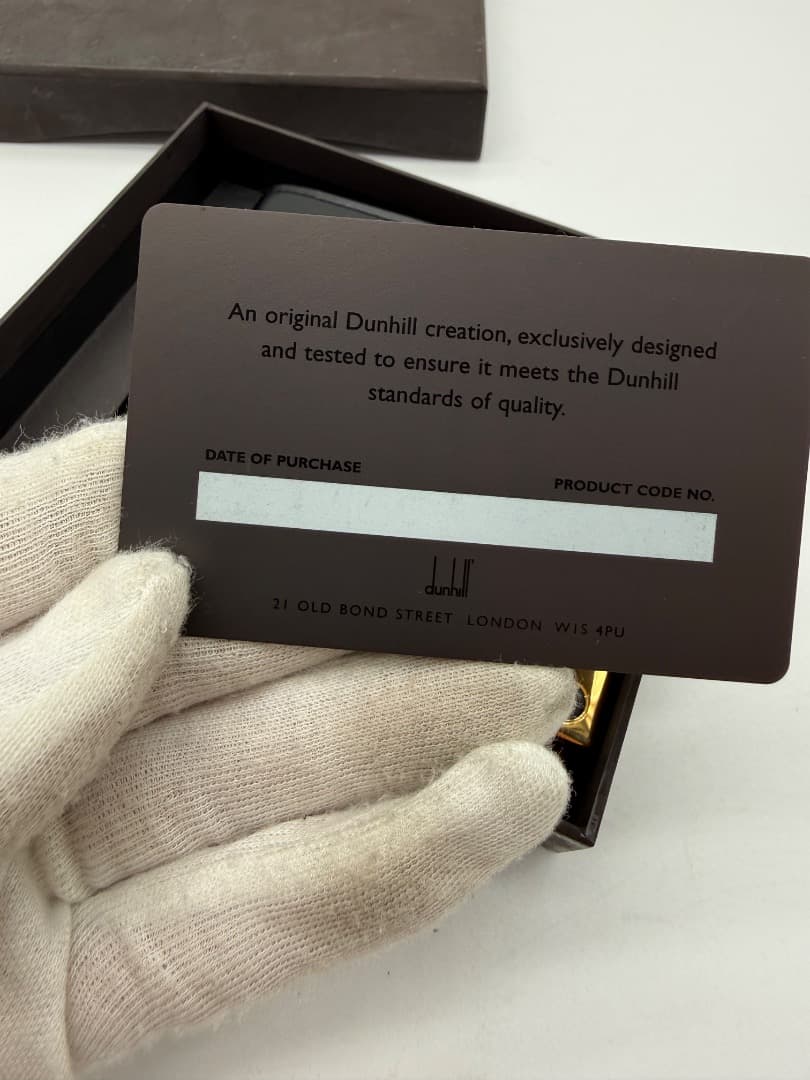 An original Dunhill creation, exclusively designed
and tested to ensure it meets the Dunhill
standards of quality.
DATE OF PURCHASE
PRODUCT CODE NO.
dunhill
21 OLD BOND STREET LONDON W1S 4PU